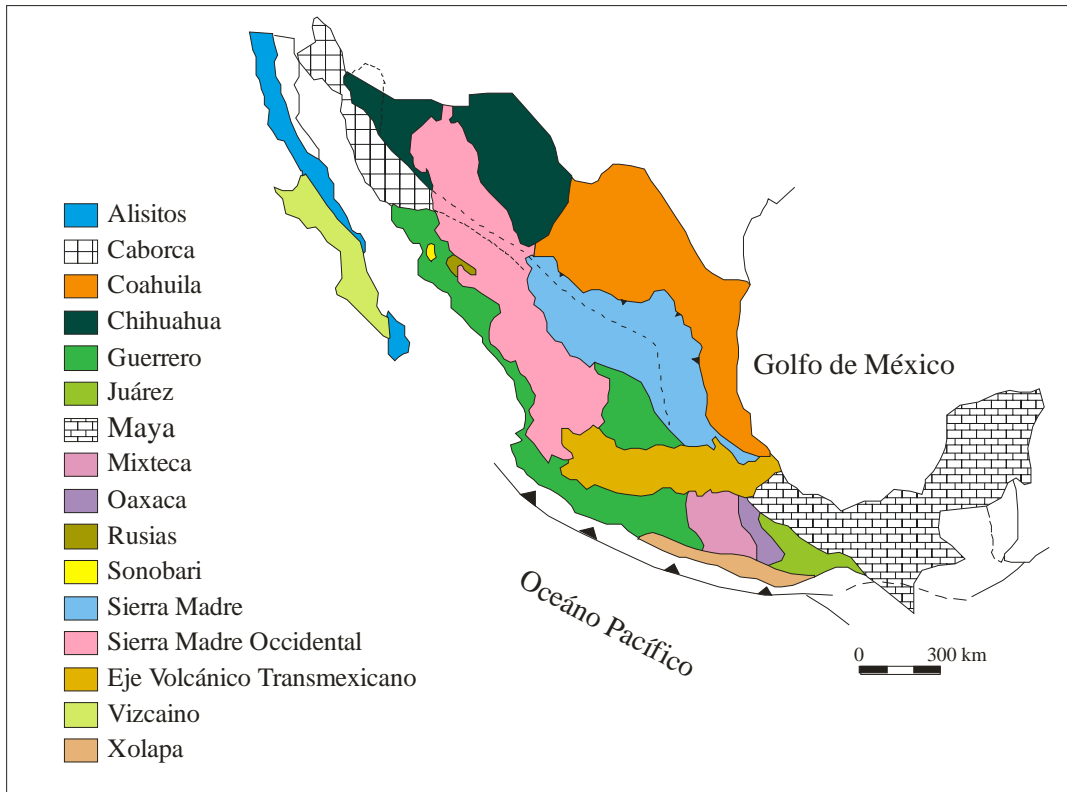 Alisitos
Caborca
Coahuila
Chihuahua
Guerrero
Juárez
Maya
Mixteca
Oaxaca
Rusias
Sonobari
Sierra Madre
Sierra Madre Occidental
Eje Volcánico Transmexicano
Vizcaino
Xolapa
Golfo de México
Oceáno Pacífico
0 300 km